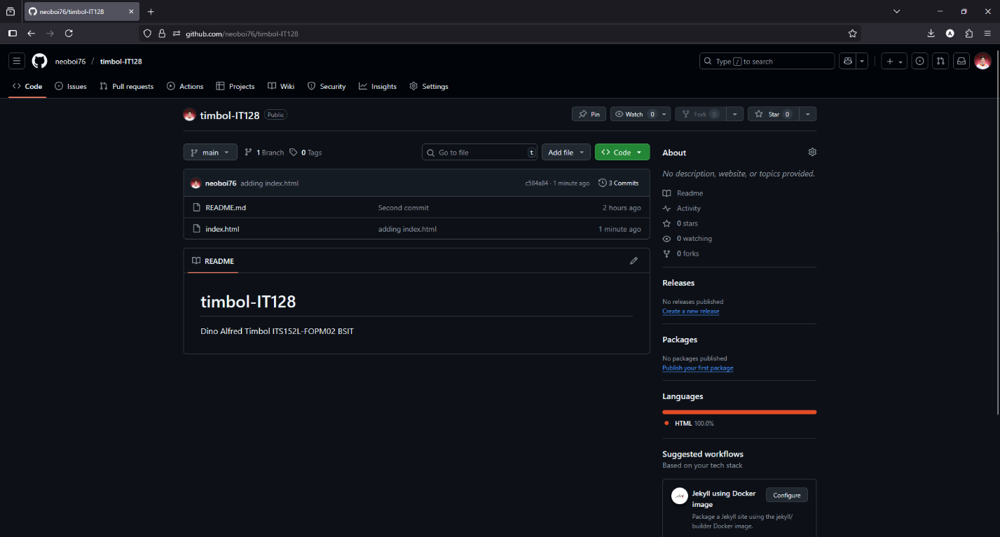 neoboi76/timbol-IT128
github.com/neoboi76/timbol-IT128
neoboi76 / timbol-IT128
Type / to search
Code Issues Pull requests Actions Projects Wiki Security Insights Settings
timbol-IT128 Public
Pin Watch 0 Fork 0 Star 0
main 1 Branch 0 Tags Go to file t Add file Code
neoboi76 adding index.html c584a84 · 1 minute ago 3 Commits
README.md Second commit 2 hours ago
index.html adding index.html 1 minute ago
README
timbol-IT128
Dino Alfred Timbol ITS152L-FOPM02 BSIT
About
No description, website, or topics provided.
Readme
Activity
0 stars
0 watching
0 forks
Releases
No releases published
Create a new release
Packages
No packages published
Publish your first package
Languages
HTML 100.0%
Suggested workflows
Based on your tech stack
Jekyll using Docker
image
Configure
Package a Jekyll site using the jekyll/
builder Docker image.